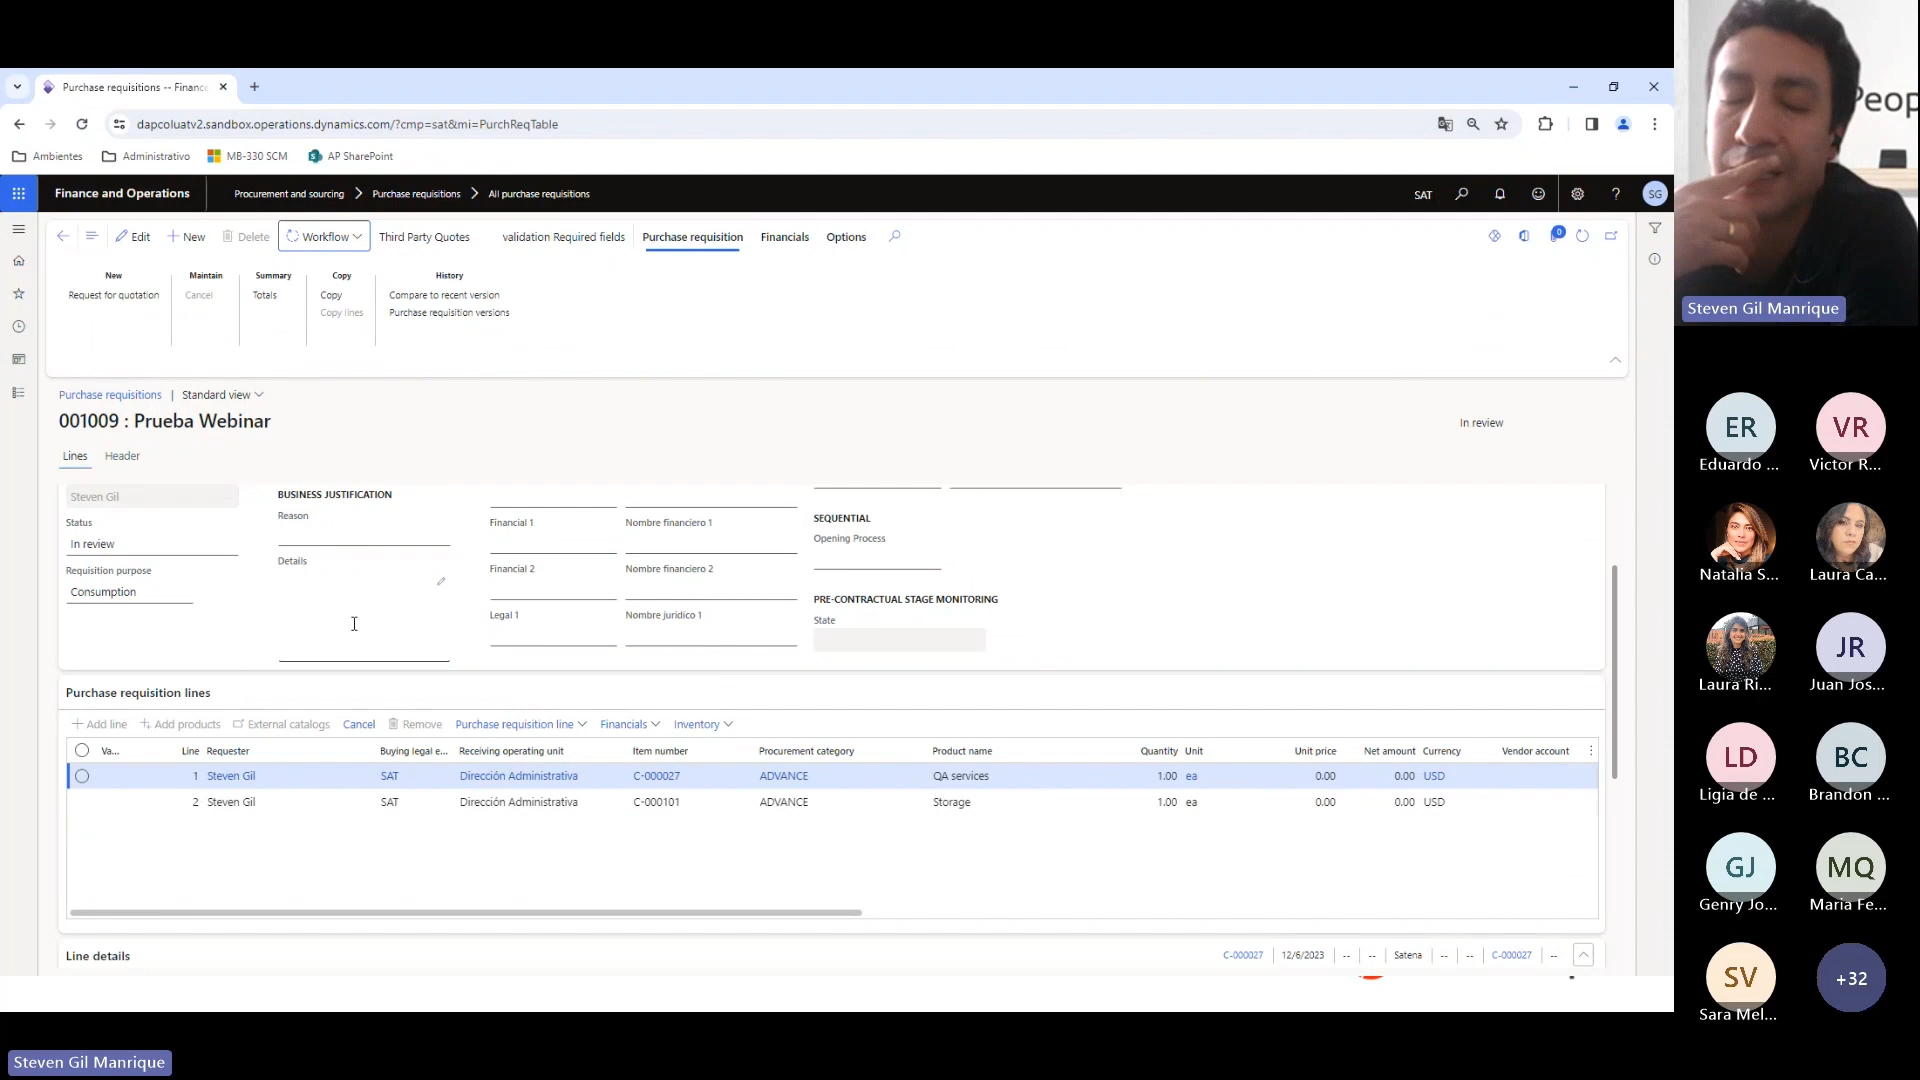 Purchase requisitions -- Financ
dapcoluatv2.sandbox.operations.dynamics.com/?cmp=sat&mi=PurchReqTable
Ambientes Administrativo MB-330 SCM AP SharePoint
Finance and Operations Procurement and sourcing Purchase requisitions All purchase requisitions SAT ? SG
Edit New Delete Workflow Third Party Quotes validation Required fields Purchase requisition Financials Options 0
New Maintain Summary Copy History
Request for quotation Cancel Totals Copy Compare to recent version
Copy lines Purchase requisition versions
Purchase requisitions | Standard view
001009 : Prueba Webinar
In review
Lines Header
Steven Gil
Status
In review
Requisition purpose
Consumption
BUSINESS JUSTIFICATION
Reason
Details
Financial 1 Nombre financiero 1
Financial 2 Nombre financiero 2
Legal 1 Nombre juridico 1
SEQUENTIAL
Opening Process
PRE-CONTRACTUAL STAGE MONITORING
State
Purchase requisition lines
Add line Add products External catalogs Cancel Remove Purchase requisition line Financials Inventory
Va... Line Requester Buying legal e... Receiving operating unit Item number Procurement category Product name Quantity Unit Unit price Net amount Currency Vendor account
1 Steven Gil SAT Dirección Administrativa C-000027 ADVANCE QA services 1.00 ea 0.00 0.00 USD
2 Steven Gil SAT Dirección Administrativa C-000101 ADVANCE Storage 1.00 ea 0.00 0.00 USD
Line details C-000027 12/6/2023 -- -- Satena -- -- C-000027 --
Peop
Steven Gil Manrique
ER VR
Eduardo ... Victor R...
Natalia S... Laura Ca...
JR
Laura Ri... Juan Jos...
LD BC
Ligia de ... Brandon ...
GJ MQ
Genry Jo... Maria Fe...
SV +32
Sara Mel...
Steven Gil Manrique